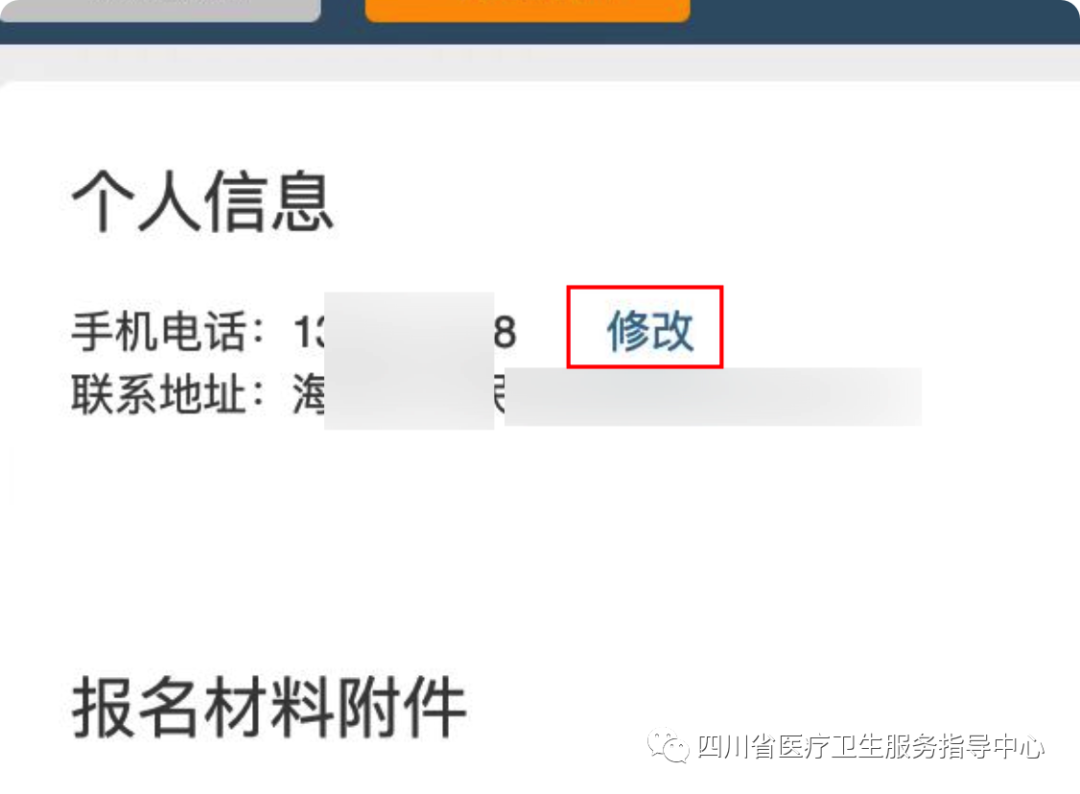 个人信息
手机电话：13 8 修改
联系地址：海
报名材料附件
四川省医疗卫生服务指导中心